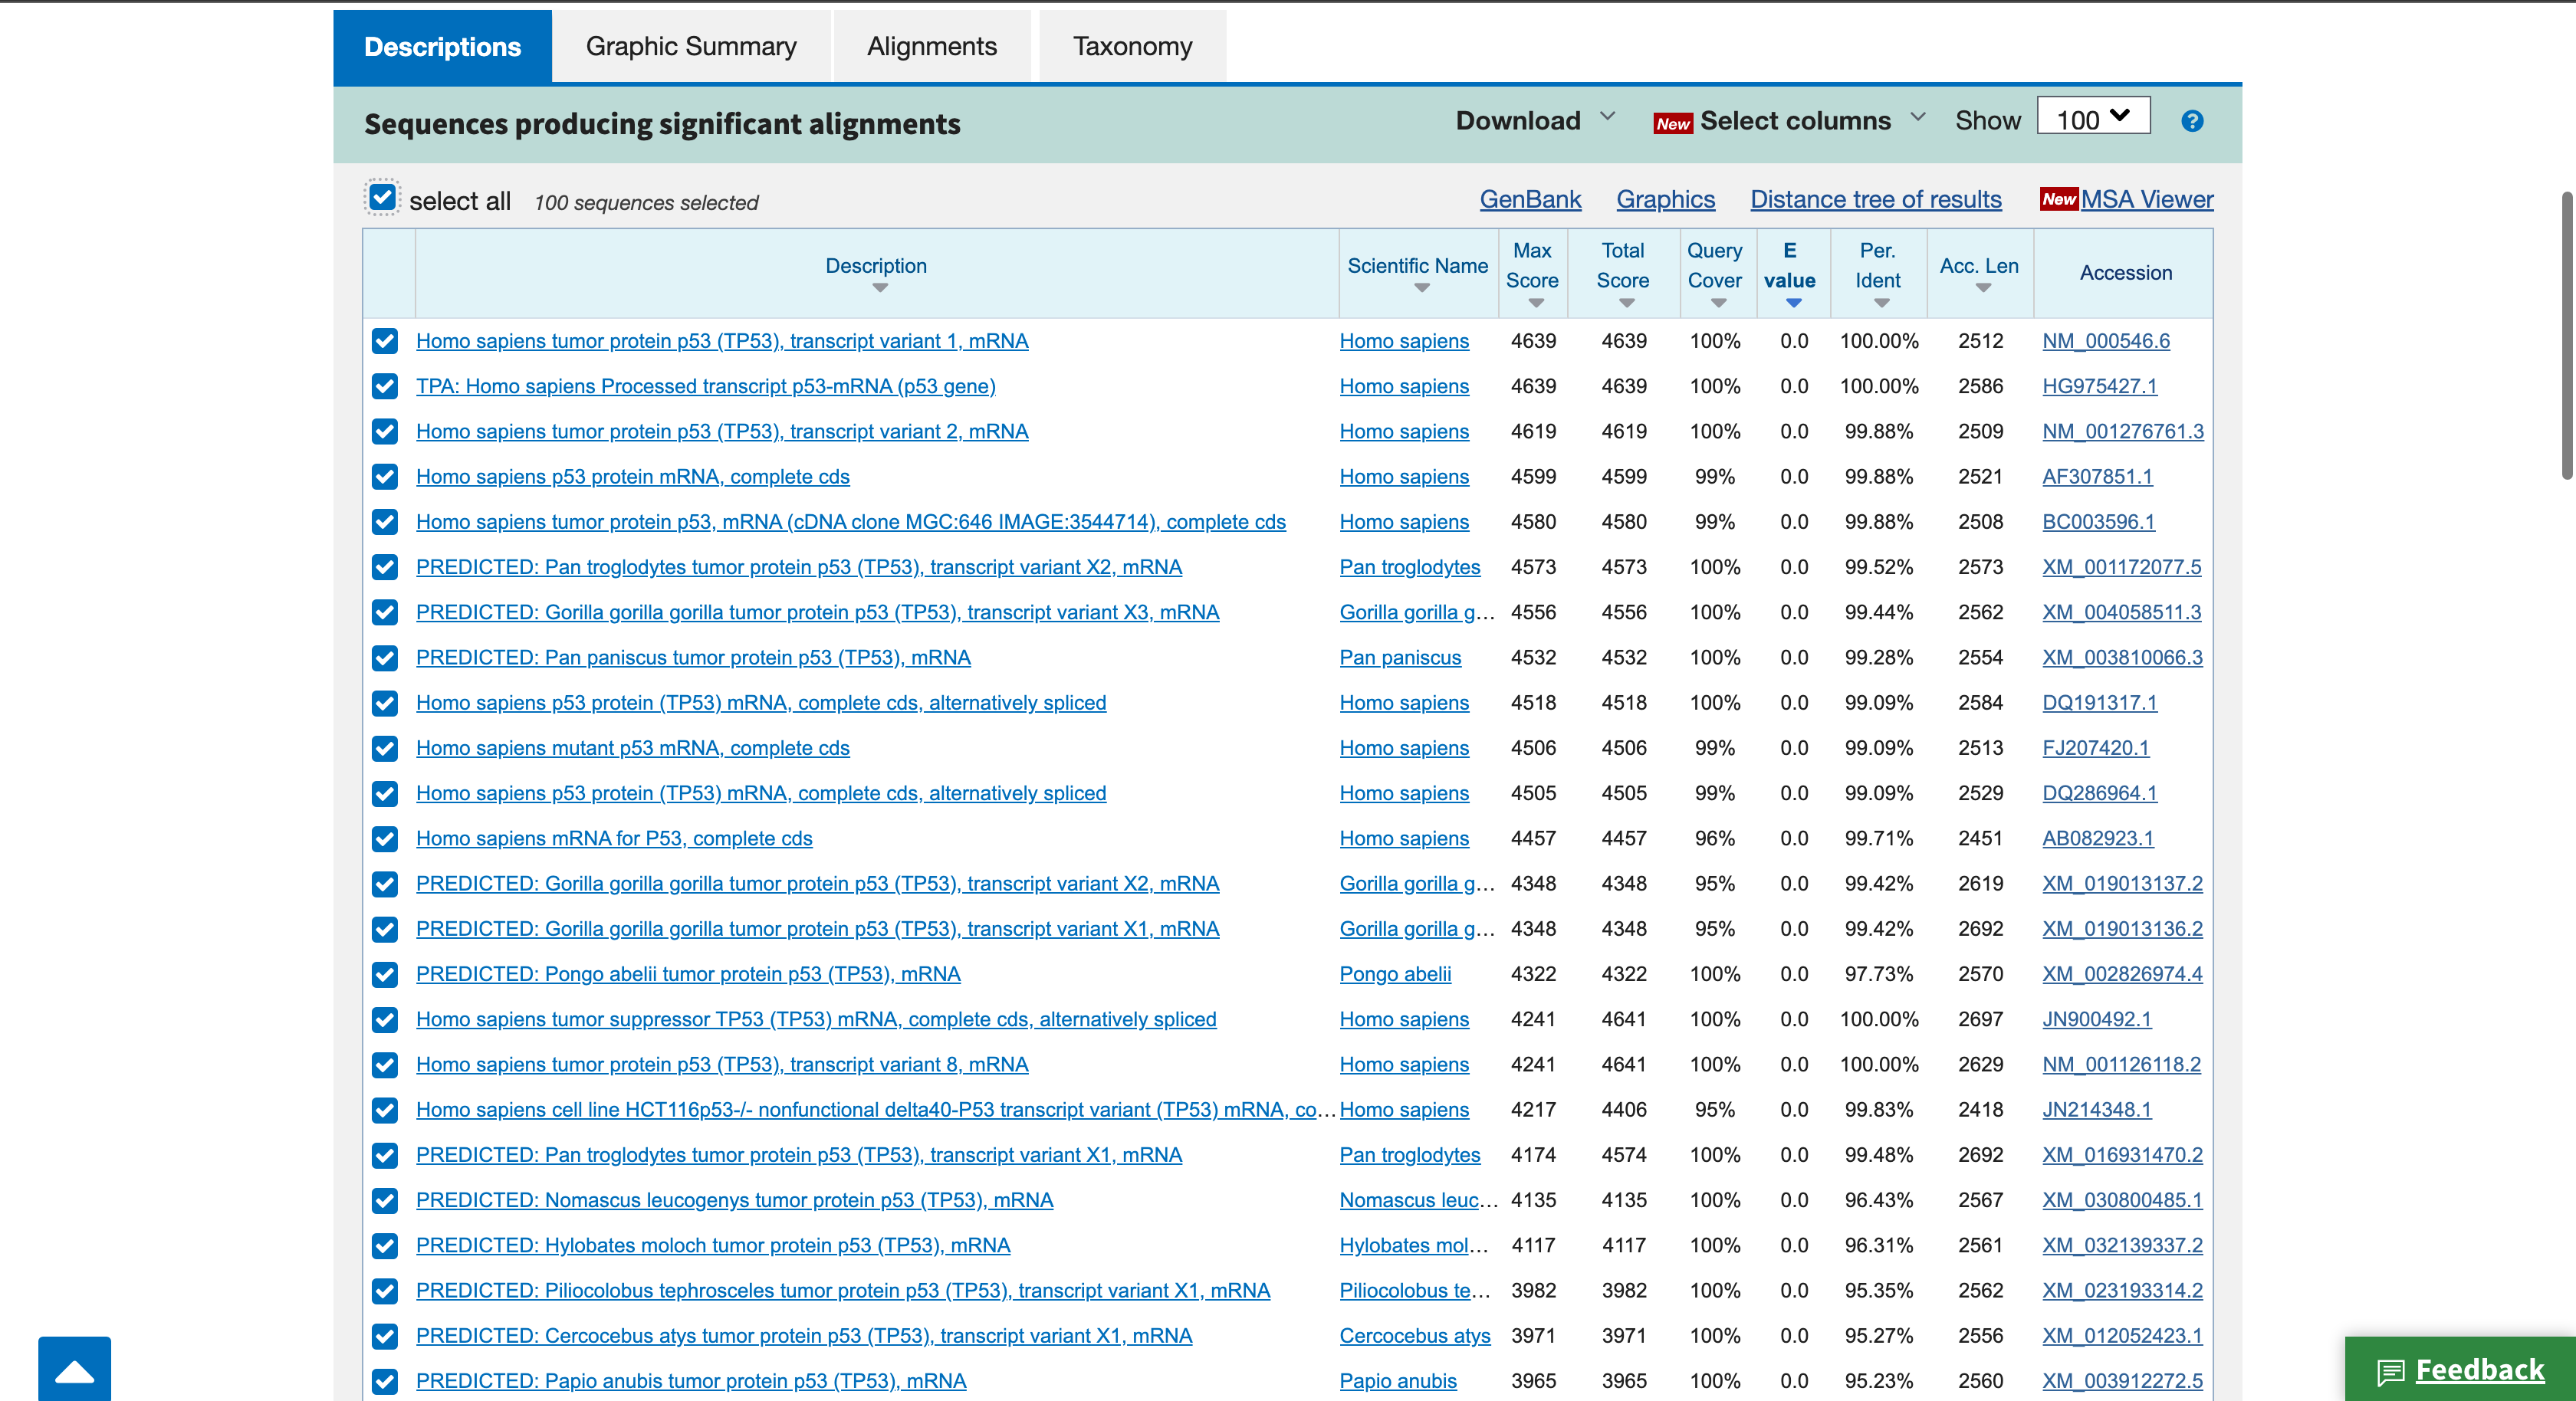 Descriptions Graphic Summary Alignments Taxonomy
Sequences producing significant alignments Download New Select columns Show 100 ?
select all 100 sequences selected GenBank Graphics Distance tree of results New MSA Viewer
Description Scientific Name Max Score Total Score Query Cover E value Per. Ident Acc. Len Accession
Homo sapiens tumor protein p53 (TP53), transcript variant 1, mRNA Homo sapiens 4639 4639 100% 0.0 100.00% 2512 NM_000546.6
TPA: Homo sapiens Processed transcript p53-mRNA (p53 gene) Homo sapiens 4639 4639 100% 0.0 100.00% 2586 HG975427.1
Homo sapiens tumor protein p53 (TP53), transcript variant 2, mRNA Homo sapiens 4619 4619 100% 0.0 99.88% 2509 NM_001276761.3
Homo sapiens p53 protein mRNA, complete cds Homo sapiens 4599 4599 99% 0.0 99.88% 2521 AF307851.1
Homo sapiens tumor protein p53, mRNA (cDNA clone MGC:646 IMAGE:3544714), complete cds Homo sapiens 4580 4580 99% 0.0 99.88% 2508 BC003596.1
PREDICTED: Pan troglodytes tumor protein p53 (TP53), transcript variant X2, mRNA Pan troglodytes 4573 4573 100% 0.0 99.52% 2573 XM_001172077.5
PREDICTED: Gorilla gorilla gorilla tumor protein p53 (TP53), transcript variant X3, mRNA Gorilla gorilla g... 4556 4556 100% 0.0 99.44% 2562 XM_004058511.3
PREDICTED: Pan paniscus tumor protein p53 (TP53), mRNA Pan paniscus 4532 4532 100% 0.0 99.28% 2554 XM_003810066.3
Homo sapiens p53 protein (TP53) mRNA, complete cds, alternatively spliced Homo sapiens 4518 4518 100% 0.0 99.09% 2584 DQ191317.1
Homo sapiens mutant p53 mRNA, complete cds Homo sapiens 4506 4506 99% 0.0 99.09% 2513 FJ207420.1
Homo sapiens p53 protein (TP53) mRNA, complete cds, alternatively spliced Homo sapiens 4505 4505 99% 0.0 99.09% 2529 DQ286964.1
Homo sapiens mRNA for P53, complete cds Homo sapiens 4457 4457 96% 0.0 99.71% 2451 AB082923.1
PREDICTED: Gorilla gorilla gorilla tumor protein p53 (TP53), transcript variant X2, mRNA Gorilla gorilla g... 4348 4348 95% 0.0 99.42% 2619 XM_019013137.2
PREDICTED: Gorilla gorilla gorilla tumor protein p53 (TP53), transcript variant X1, mRNA Gorilla gorilla g... 4348 4348 95% 0.0 99.42% 2692 XM_019013136.2
PREDICTED: Pongo abelii tumor protein p53 (TP53), mRNA Pongo abelii 4322 4322 100% 0.0 97.73% 2570 XM_002826974.4
Homo sapiens tumor suppressor TP53 (TP53) mRNA, complete cds, alternatively spliced Homo sapiens 4241 4641 100% 0.0 100.00% 2697 JN900492.1
Homo sapiens tumor protein p53 (TP53), transcript variant 8, mRNA Homo sapiens 4241 4641 100% 0.0 100.00% 2629 NM_001126118.2
Homo sapiens cell line HCT116p53-/- nonfunctional delta40-P53 transcript variant (TP53) mRNA, co... Homo sapiens 4217 4406 95% 0.0 99.83% 2418 JN214348.1
PREDICTED: Pan troglodytes tumor protein p53 (TP53), transcript variant X1, mRNA Pan troglodytes 4174 4574 100% 0.0 99.48% 2692 XM_016931470.2
PREDICTED: Nomascus leucogenys tumor protein p53 (TP53), mRNA Nomascus leuc... 4135 4135 100% 0.0 96.43% 2567 XM_030800485.1
PREDICTED: Hylobates moloch tumor protein p53 (TP53), mRNA Hylobates mol... 4117 4117 100% 0.0 96.31% 2561 XM_032139337.2
PREDICTED: Piliocolobus tephrosceles tumor protein p53 (TP53), transcript variant X1, mRNA Piliocolobus te... 3982 3982 100% 0.0 95.35% 2562 XM_023193314.2
PREDICTED: Cercocebus atys tumor protein p53 (TP53), transcript variant X1, mRNA Cercocebus atys 3971 3971 100% 0.0 95.27% 2556 XM_012052423.1
PREDICTED: Papio anubis tumor protein p53 (TP53), mRNA Papio anubis 3965 3965 100% 0.0 95.23% 2560 XM_003912272.5
Feedback